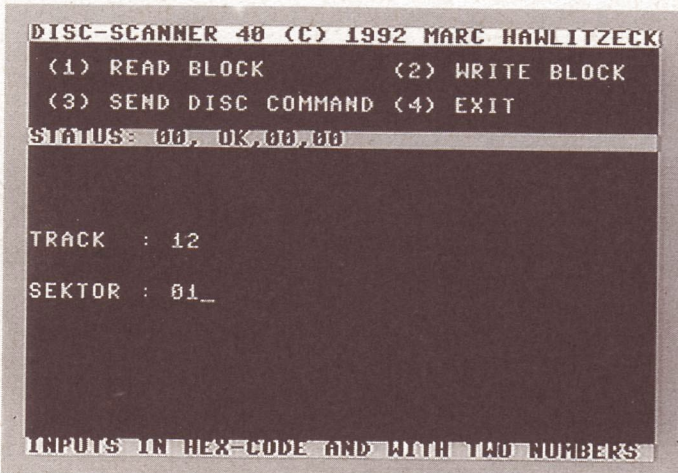 DISC-SCANNER 40 (C) 1992 MARC HAWLITZECK
(1) READ BLOCK (2) WRITE BLOCK
(3) SEND DISC COMMAND (4) EXIT
STATUS: 00, OK,00,00
TRACK : 12
SEKTOR : 01_
INPUTS IN HEX-CODE AND WITH TWO NUMBERS